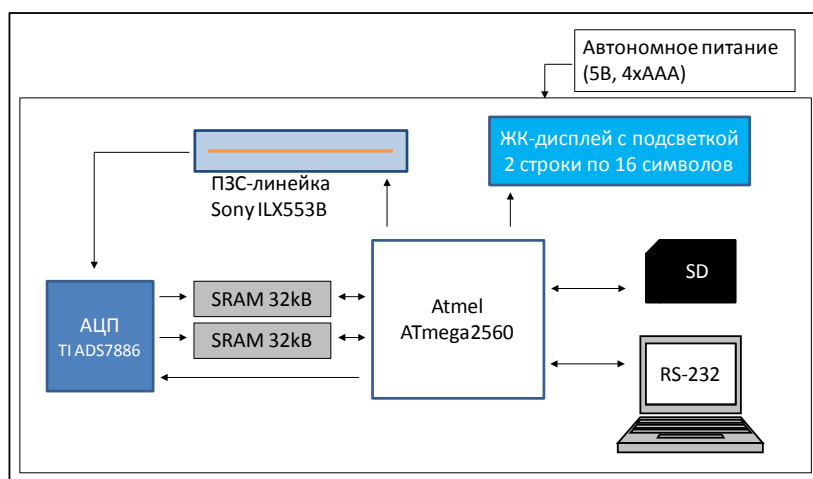 Автономное питание
(5В, 4хААА)
ЖК-дисплей с подсветкой
2 строки по 16 символов
ПЗС-линейка
Sony ILX553B
SRAM 32kB
SRAM 32kB
АЦП
TI ADS7886
Atmel
ATmega2560
SD
RS-232